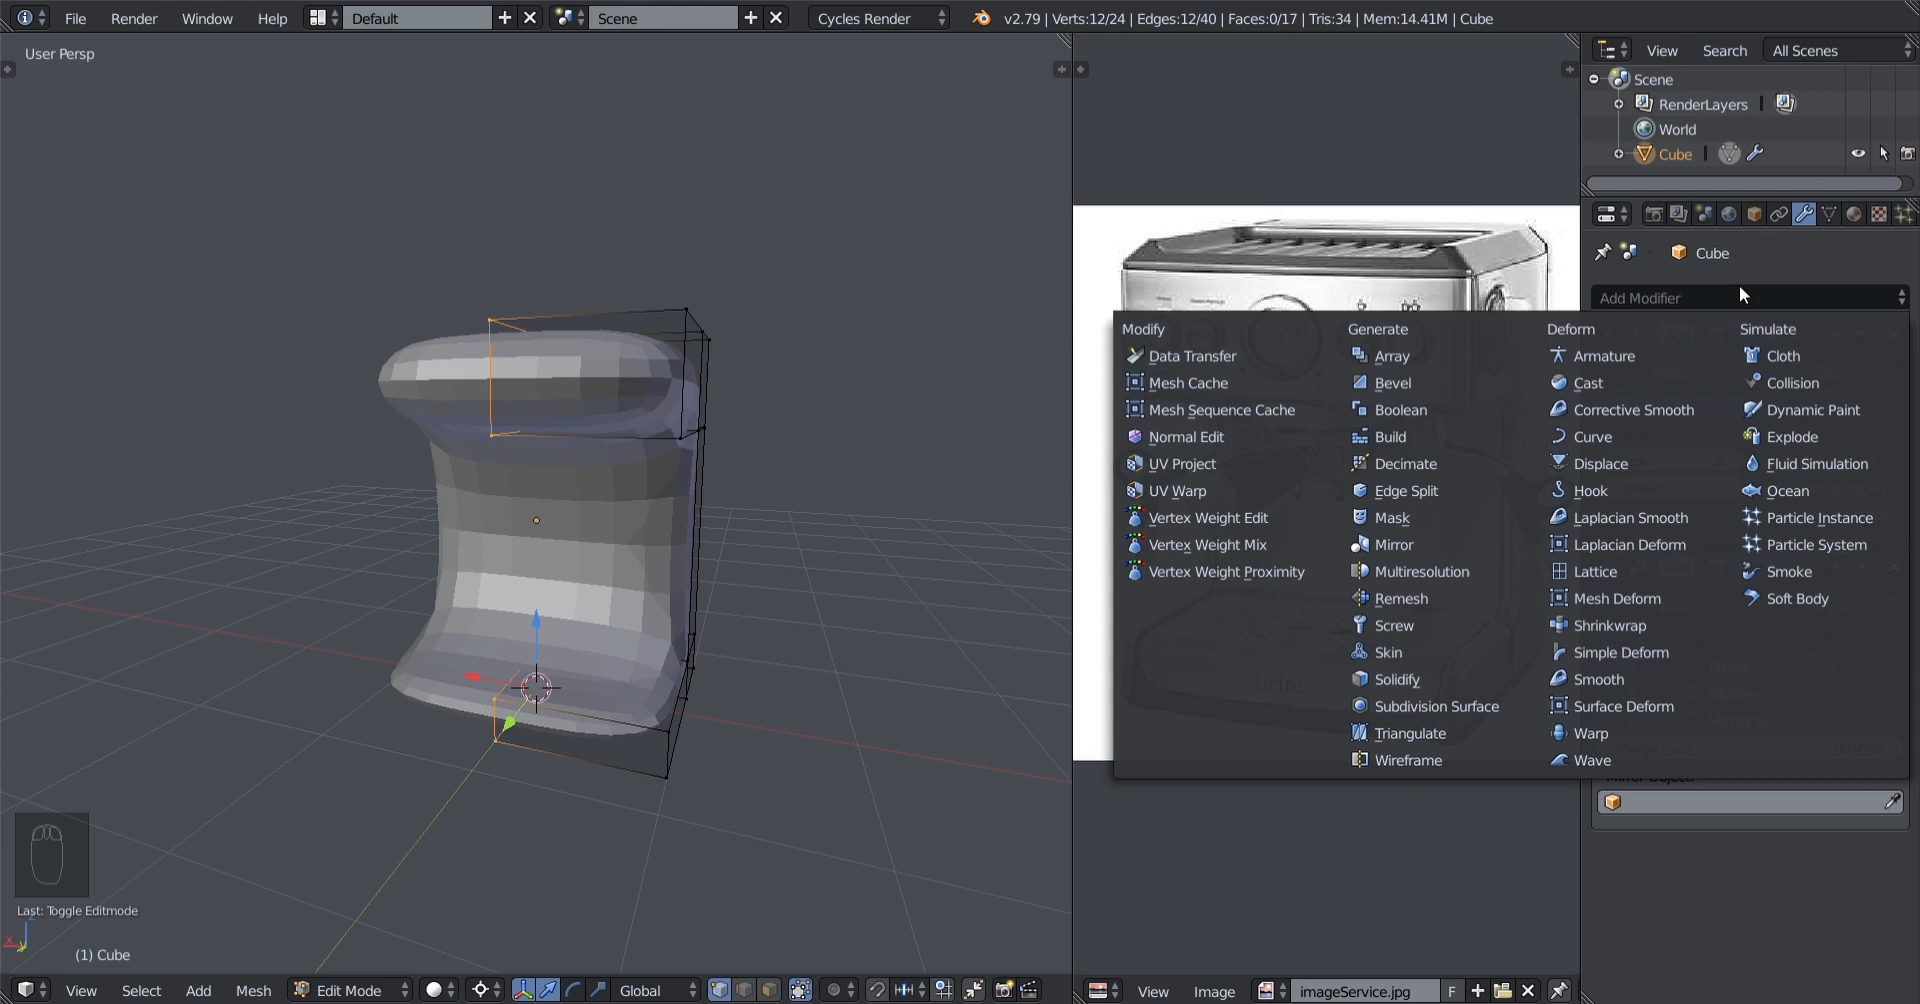 File Render Window Help Default Scene Cycles Render v2.79 | Verts:12/24 | Edges:12/40 | Faces:0/17 | Tris:34 | Mem:14.41M | Cube
User Persp
View Search All Scenes
Scene
RenderLayers
World
Cube
Cube
Add Modifier
Modify Generate Deform Simulate
Data Transfer Array Armature Cloth
Mesh Cache Bevel Cast Collision
Mesh Sequence Cache Boolean Corrective Smooth Dynamic Paint
Normal Edit Build Curve Explode
UV Project Decimate Displace Fluid Simulation
UV Warp Edge Split Hook Ocean
Vertex Weight Edit Mask Laplacian Smooth Particle Instance
Vertex Weight Mix Mirror Laplacian Deform Particle System
Vertex Weight Proximity Multiresolution Lattice Smoke
Remesh Mesh Deform Soft Body
Screw Shrinkwrap
Skin Simple Deform
Solidify Smooth
Subdivision Surface Surface Deform
Triangulate Warp
Wireframe Wave
Mirror Object:
Last: Toggle Editmode
(1) Cube
View Select Add Mesh Edit Mode Global View Image imageService.jpg F